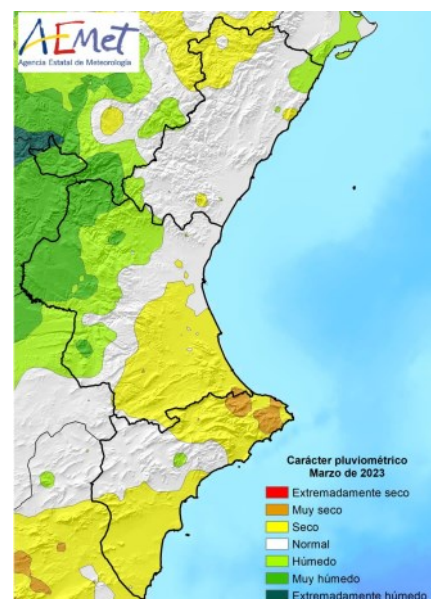 AEMet
Agencia Estatal de Meteorología
Carácter pluviométrico
Marzo de 2023
Extremadamente seco
Muy seco
Seco
Normal
Húmedo
Muy húmedo
Extremadamente húmedo